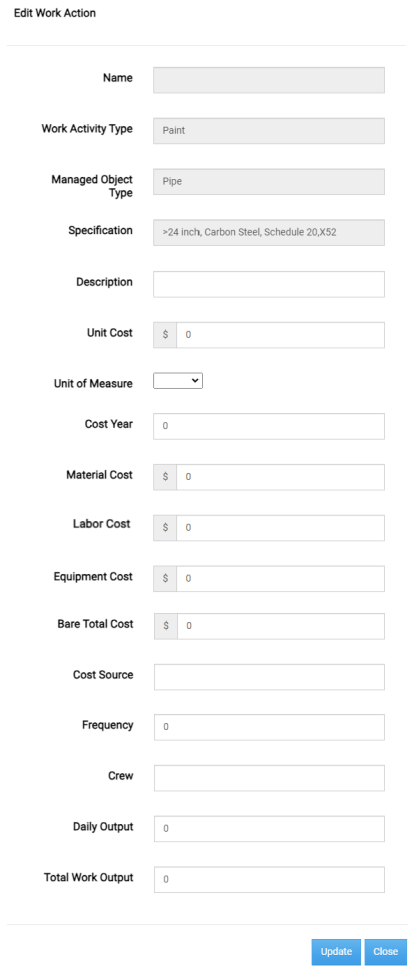 Edit Work Action
Name
Work Activity Type
Paint
Managed Object
Type
Pipe
Specification
>24 inch, Carbon Steel, Schedule 20,X52
Description
Unit Cost
$ 0
Unit of Measure
Cost Year
0
Material Cost
$ 0
Labor Cost
$ 0
Equipment Cost
$ 0
Bare Total Cost
$ 0
Cost Source
Frequency
0
Crew
Daily Output
0
Total Work Output
0
Update Close